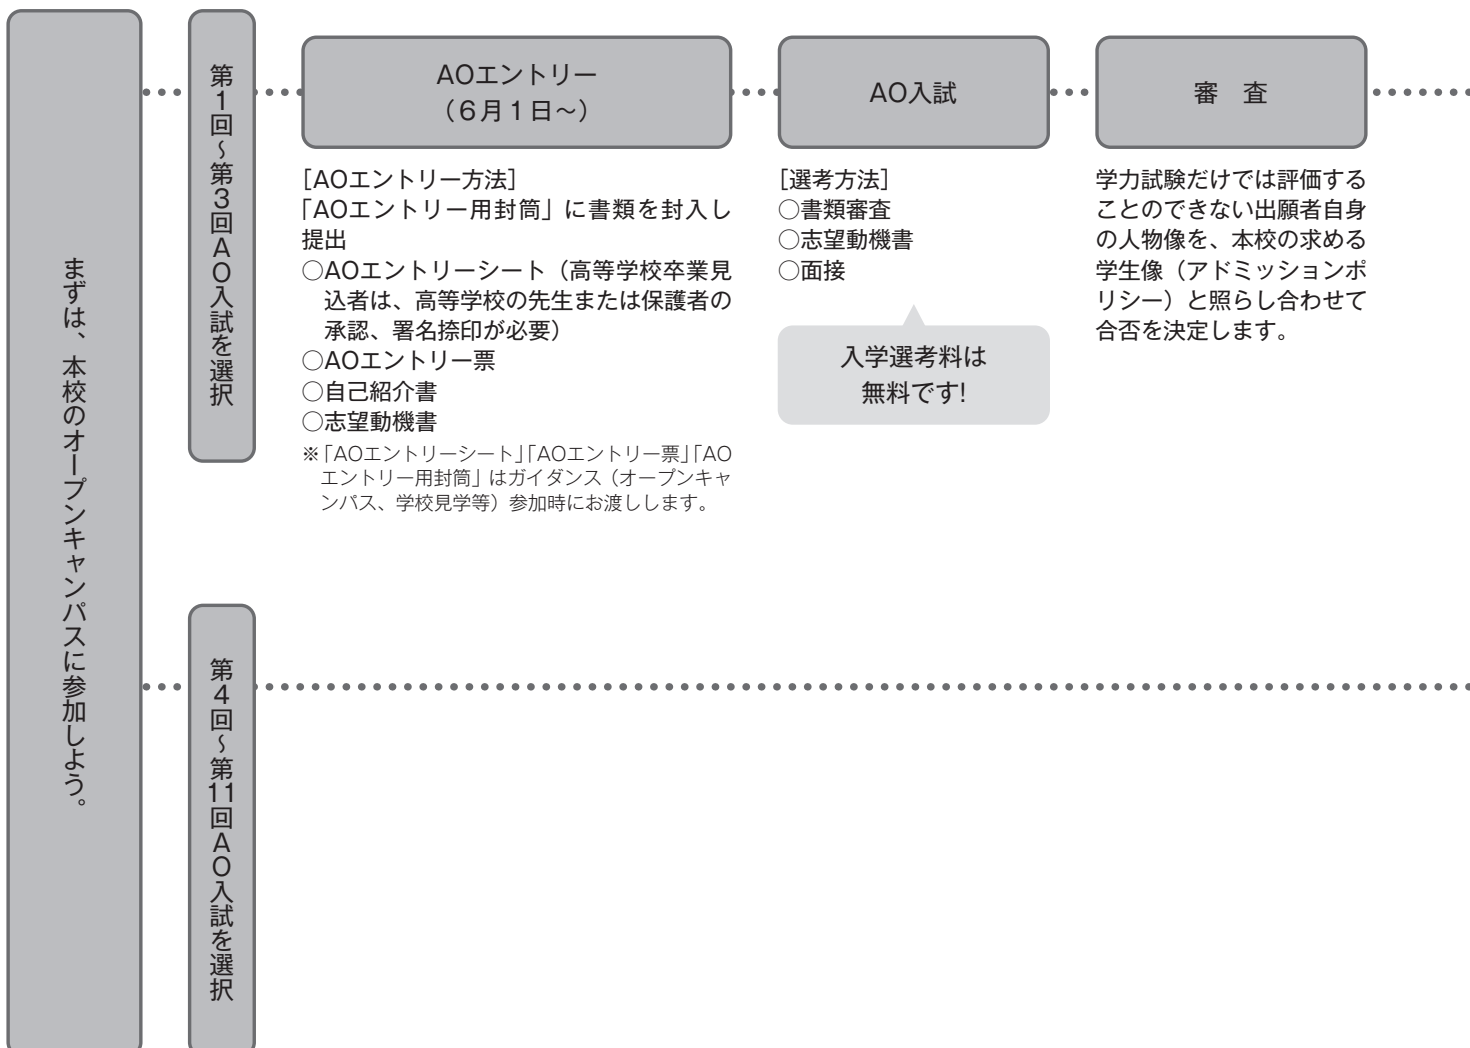 まずは、本校のオープンキャンパスに参加しよう。
第1回～第3回AO入試を選択
AOエントリー
（6月1日～）
［AOエントリー方法］
「AOエントリー用封筒」に書類を封入し
提出
○AOエントリーシート（高等学校卒業見
込者は、高等学校の先生または保護者の
承認、署名捺印が必要）
○AOエントリー票
○自己紹介書
○志望動機書
※「AOエントリーシート」「AOエントリー票」「AO
エントリー用封筒」はガイダンス（オープンキャ
ンパス、学校見学等）参加時にお渡しします。
AO入試
［選考方法］
○書類審査
○志望動機書
○面接
入学選考料は
無料です!
審　査
学力試験だけでは評価する
ことのできない出願者自身
の人物像を、本校の求める
学生像（アドミッションポ
リシー）と照らし合わせて
合否を決定します。
第4回～第11回AO入試を選択